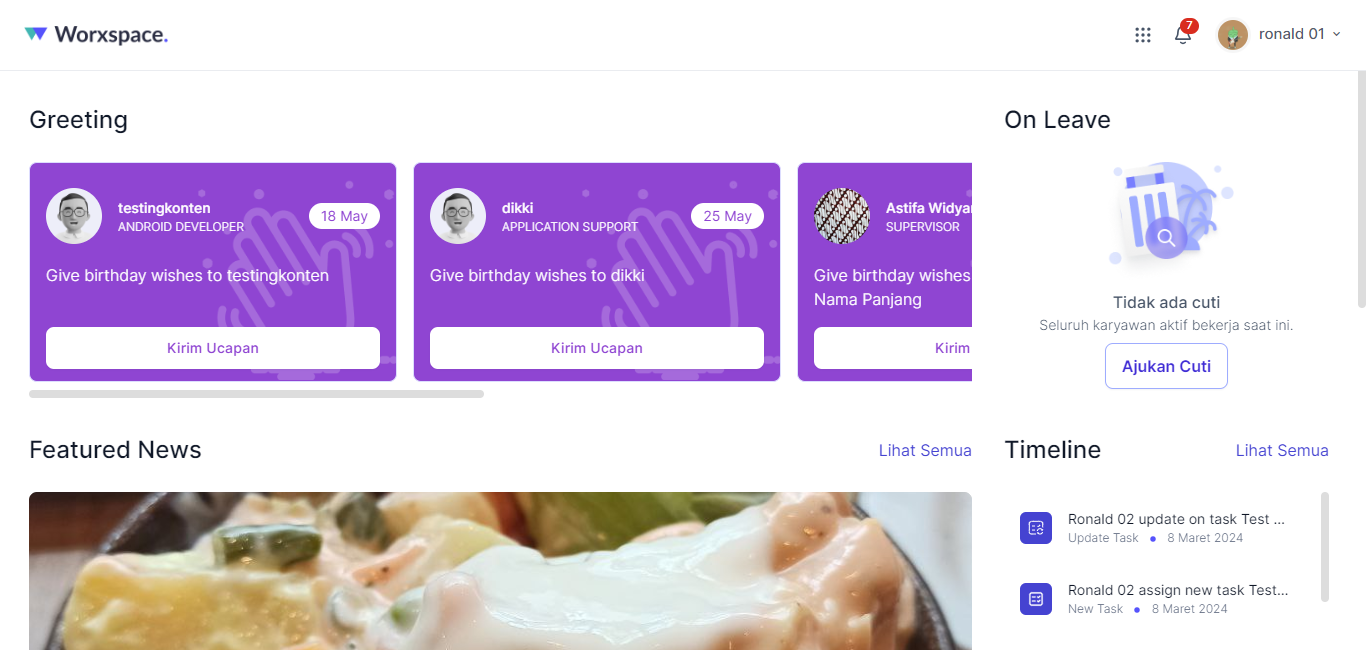 Worxspace.
7
ronald 01
Greeting
testingkonten
ANDROID DEVELOPER
18 May
Give birthday wishes to testingkonten
Kirim Ucapan
dikki
APPLICATION SUPPORT
25 May
Give birthday wishes to dikki
Kirim Ucapan
Astifa Widya
SUPERVISOR
Give birthday wishes
Nama Panjang
Kirim
On Leave
Tidak ada cuti
Seluruh karyawan aktif bekerja saat ini.
Ajukan Cuti
Featured News
Lihat Semua
Timeline
Lihat Semua
Ronald 02 update on task Test ...
Update Task • 8 Maret 2024
Ronald 02 assign new task Test...
New Task • 8 Maret 2024